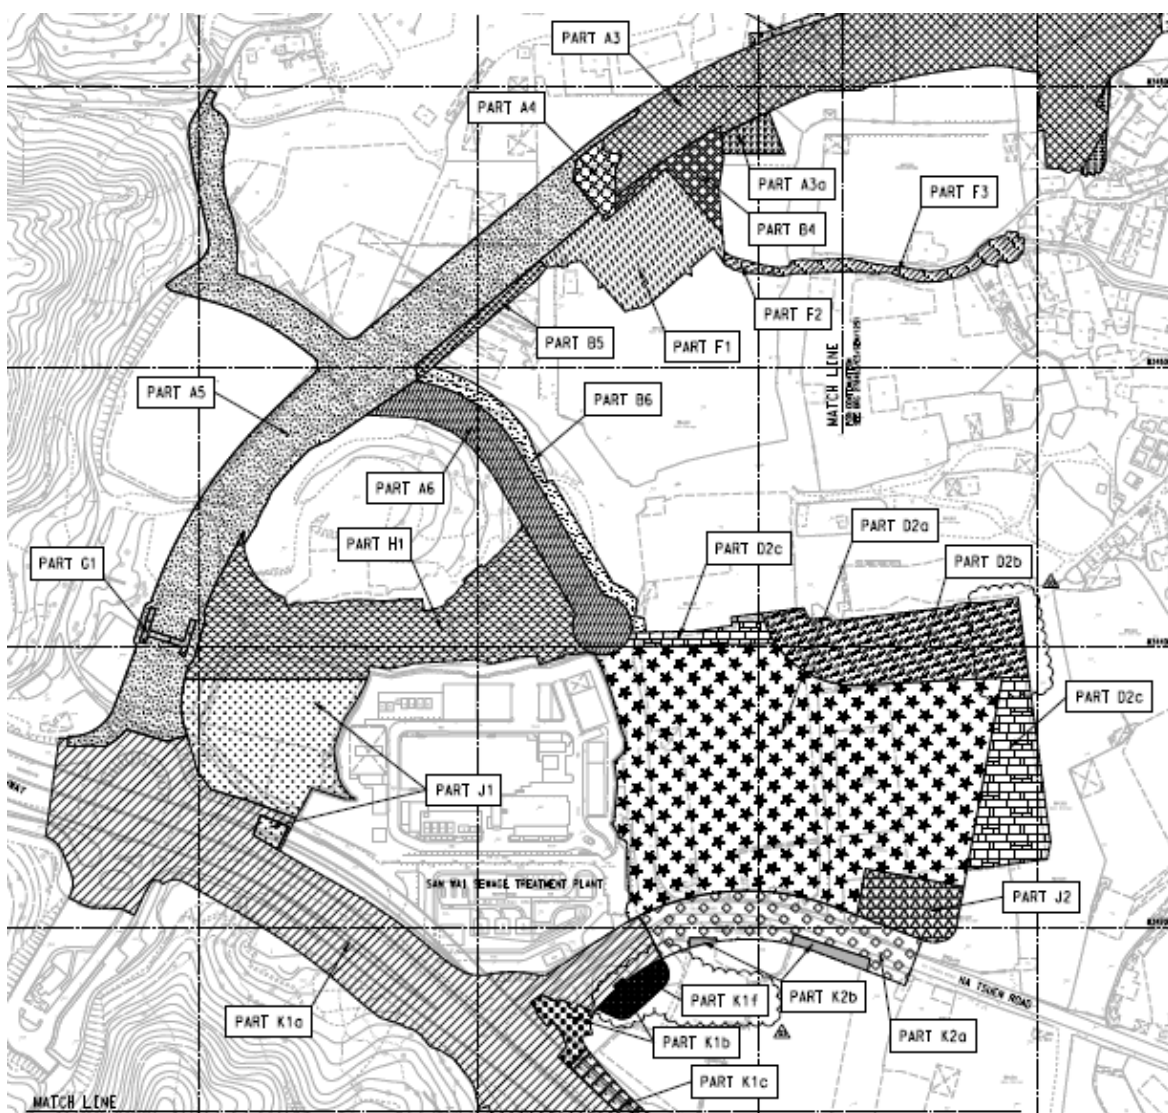 PART A3
PART A4
PART A3a
PART F3
PART B4
PART F2
PART B5
PART F1
MATCH LINE
PART A5
PART B6
PART A6
PART D2a
PART H1
PART D2c
PART D2b
PART G1
PART D2c
PART J1
SAN WAI SEWAGE TREATMENT PLANT
PART J2
HA TSUEN ROAD
PART K1f
PART K2b
PART K1a
PART K1b
PART K2a
PART K1c
MATCH LINE